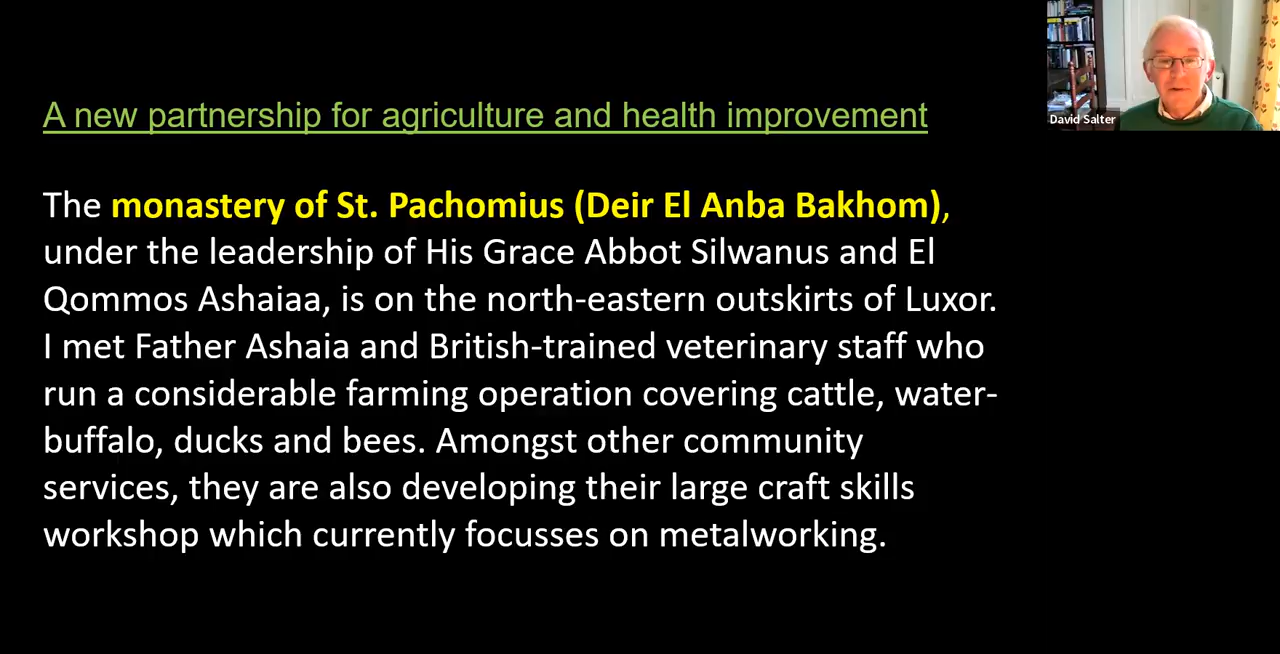 A new partnership for agriculture and health improvement
The monastery of St. Pachomius (Deir El Anba Bakhom),
under the leadership of His Grace Abbot Silwanus and El
Qommos Ashaiaa, is on the north-eastern outskirts of Luxor.
I met Father Ashaia and British-trained veterinary staff who
run a considerable farming operation covering cattle, water-
buffalo, ducks and bees. Amongst other community
services, they are also developing their large craft skills
workshop which currently focusses on metalworking.
David Salter